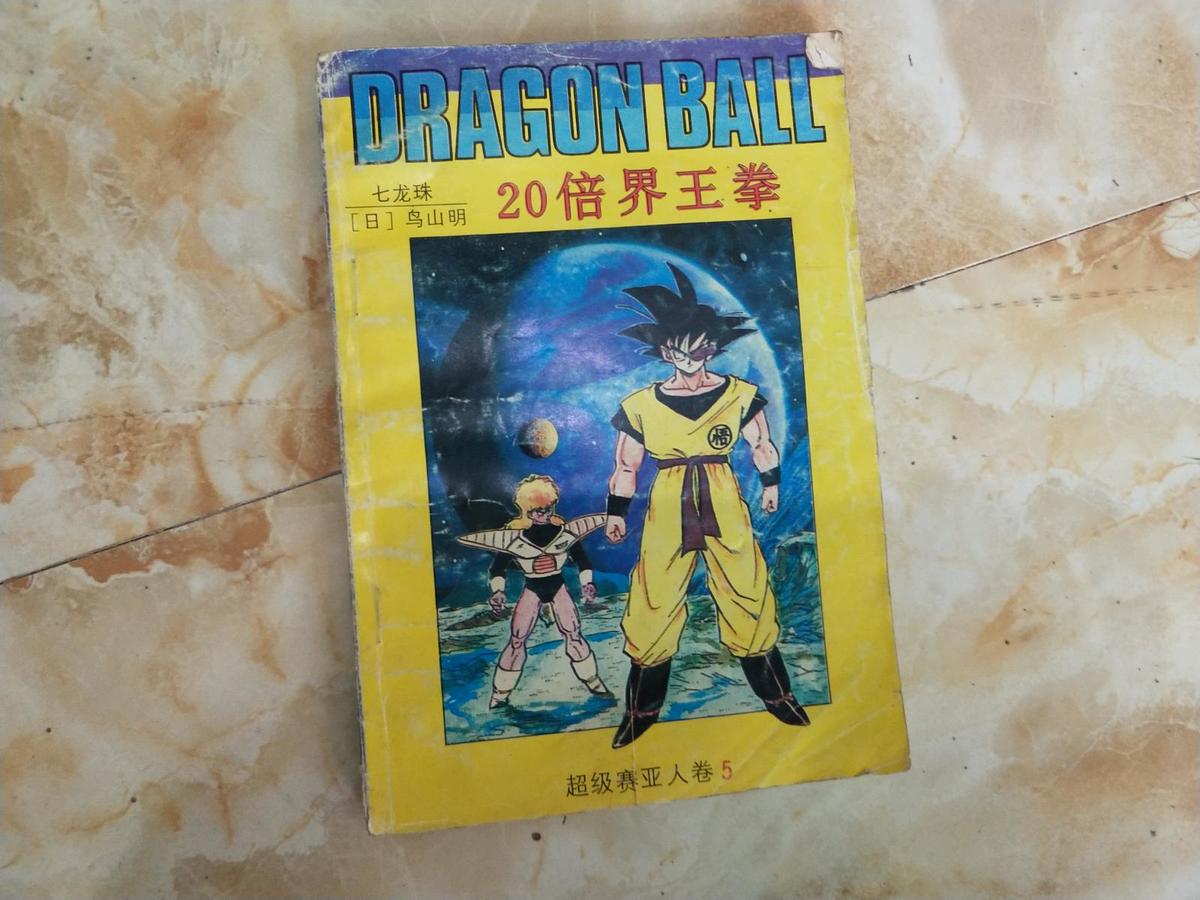 DRAGON BALL
20倍界王拳
七龙珠
[日]鸟山明
悟
超级赛亚人卷5